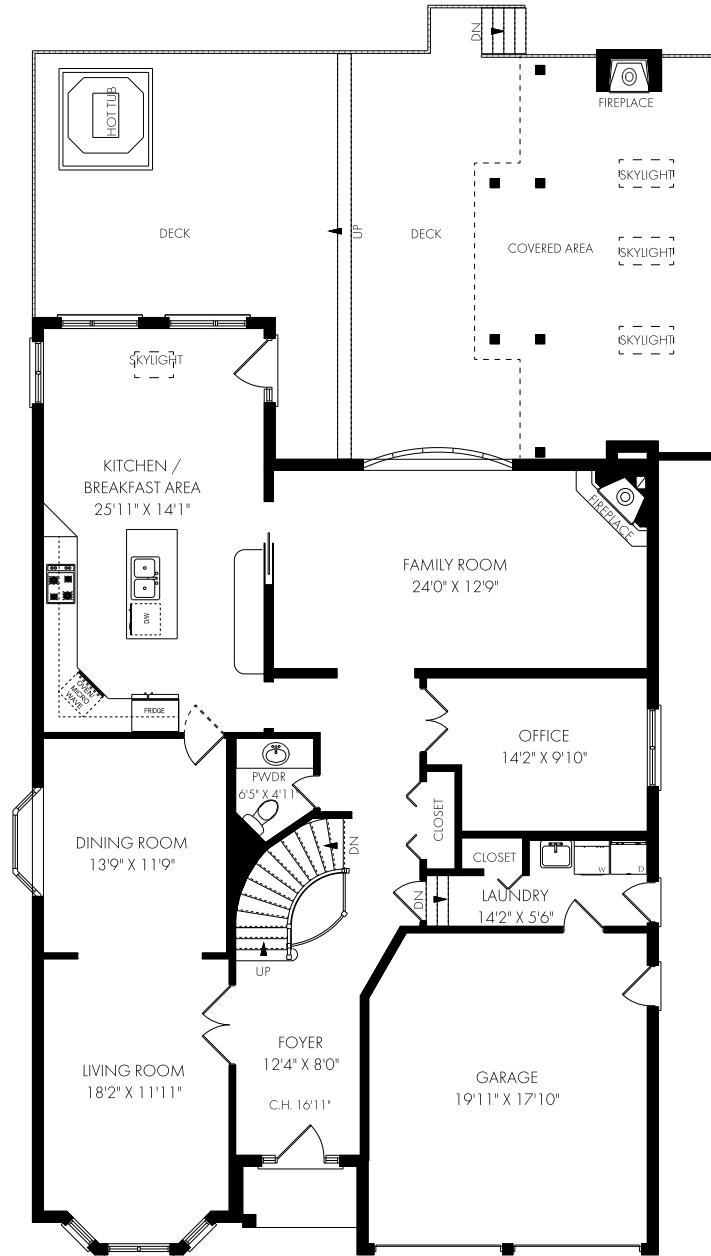 DN
FIREPLACE
HOT TUB
SKYLIGHT
DECK
UP
DECK
COVERED AREA
SKYLIGHT
SKYLIGHT
SKYLIGHT
KITCHEN /
BREAKFAST AREA
25'11" X 14'1"
FIREPLACE
FAMILY ROOM
24'0" X 12'9"
D/W
OVEN/
MICRO
WAVE
FRIDGE
OFFICE
14'2" X 9'10"
PWDR
6'5" X 4'11"
CLOSET
DINING ROOM
13'9" X 11'9"
DN
CLOSET
W
D
LAUNDRY
14'2" X 5'6"
DN
UP
FOYER
12'4" X 8'0"
C.H. 16'11"
LIVING ROOM
18'2" X 11'11"
GARAGE
19'11" X 17'10"